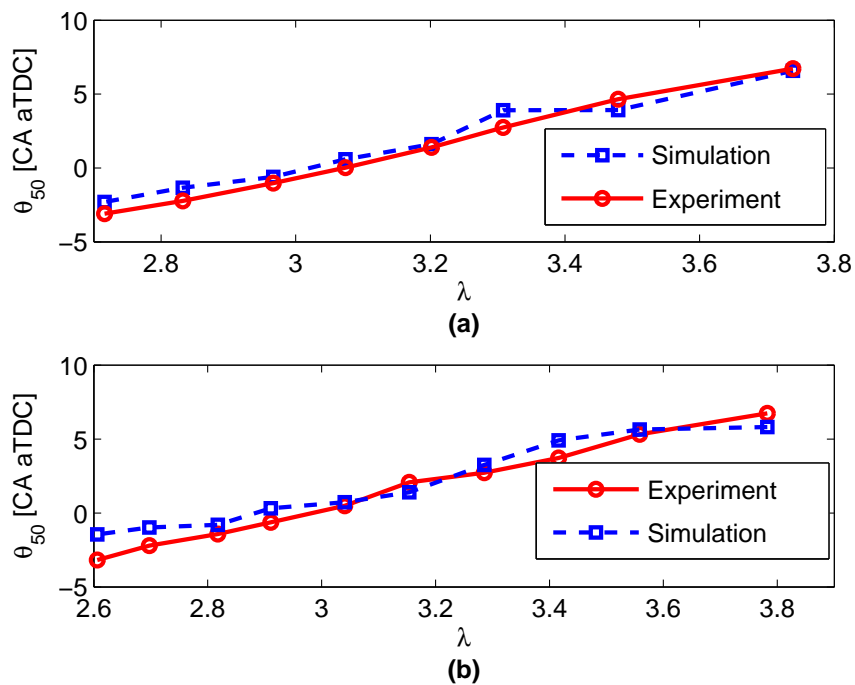 10
5
0
−5
θ50 [CA aTDC]
2.8
3
3.2
3.4
3.6
3.8
λ
(a)
Simulation
Experiment
10
5
0
−5
θ50 [CA aTDC]
2.6
2.8
3
3.2
3.4
3.6
3.8
λ
(b)
Experiment
Simulation